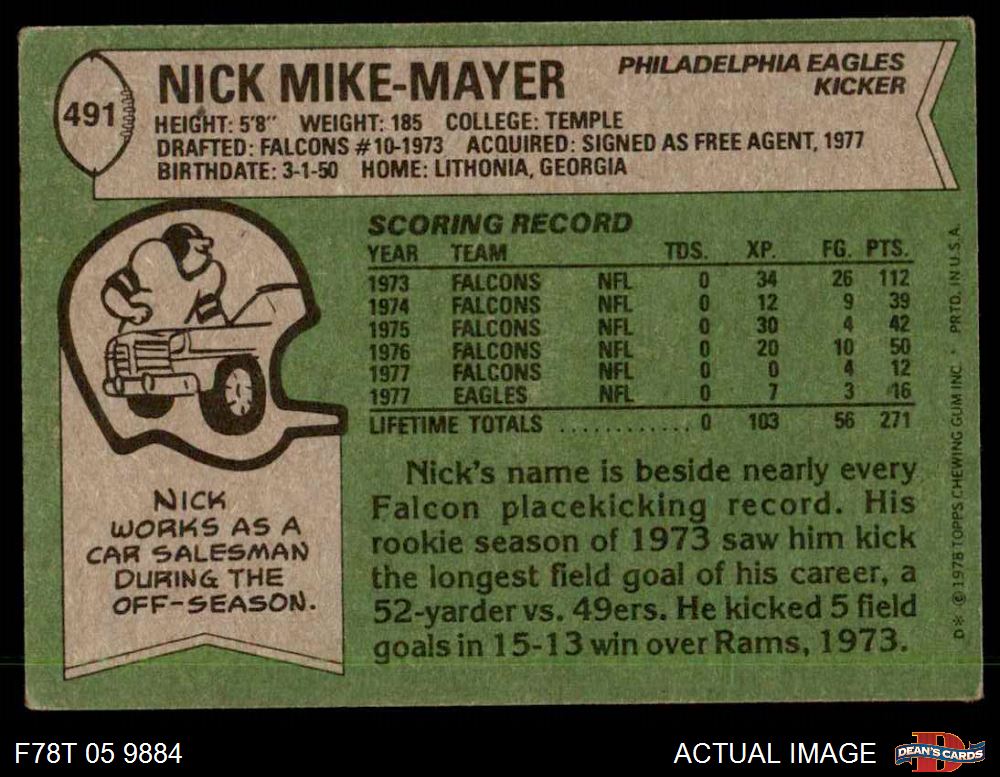 491
NICK MIKE-MAYER
PHILADELPHIA EAGLES
KICKER
HEIGHT: 5'8" WEIGHT: 185 COLLEGE: TEMPLE
DRAFTED: FALCONS #10-1973 ACQUIRED: SIGNED AS FREE AGENT, 1977
BIRTHDATE: 3-1-50 HOME: LITHONIA, GEORGIA
SCORING RECORD
YEAR TEAM TDS. XP. FG. PTS.
1973 FALCONS NFL 0 34 26 112
1974 FALCONS NFL 0 12 9 39
1975 FALCONS NFL 0 30 4 42
1976 FALCONS NFL 0 20 10 50
1977 FALCONS NFL 0 0 4 12
1977 EAGLES NFL 0 7 3 16
LIFETIME TOTALS ............ 0 103 56 271
Nick's name is beside nearly every
Falcon placekicking record. His
rookie season of 1973 saw him kick
the longest field goal of his career, a
52-yarder vs. 49ers. He kicked 5 field
goals in 15-13 win over Rams, 1973.
NICK
WORKS AS A
CAR SALESMAN
DURING THE
OFF-SEASON.
D* © 1978 TOPPS CHEWING GUM INC. • PRTD. IN U.S.A.
F78T 05 9884
ACTUAL IMAGE
D
DEAN'S CARDS